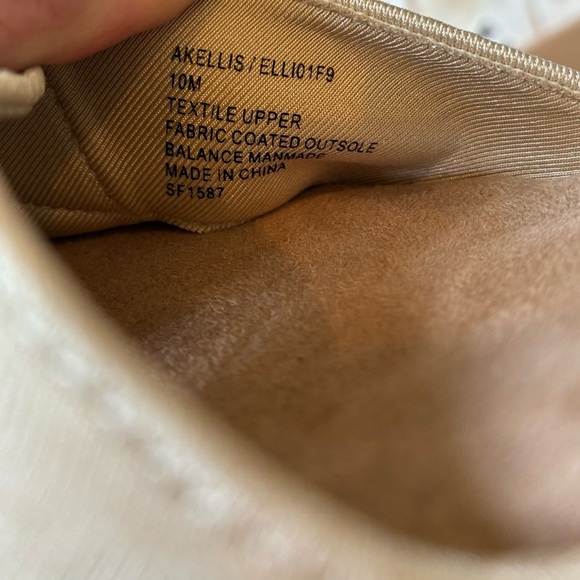 AKELLIS/ELLI01F9
10M
TEXTILE UPPER
FABRIC COATED OUTSOLE
BALANCE MANMADE
MADE IN CHINA
SF1587